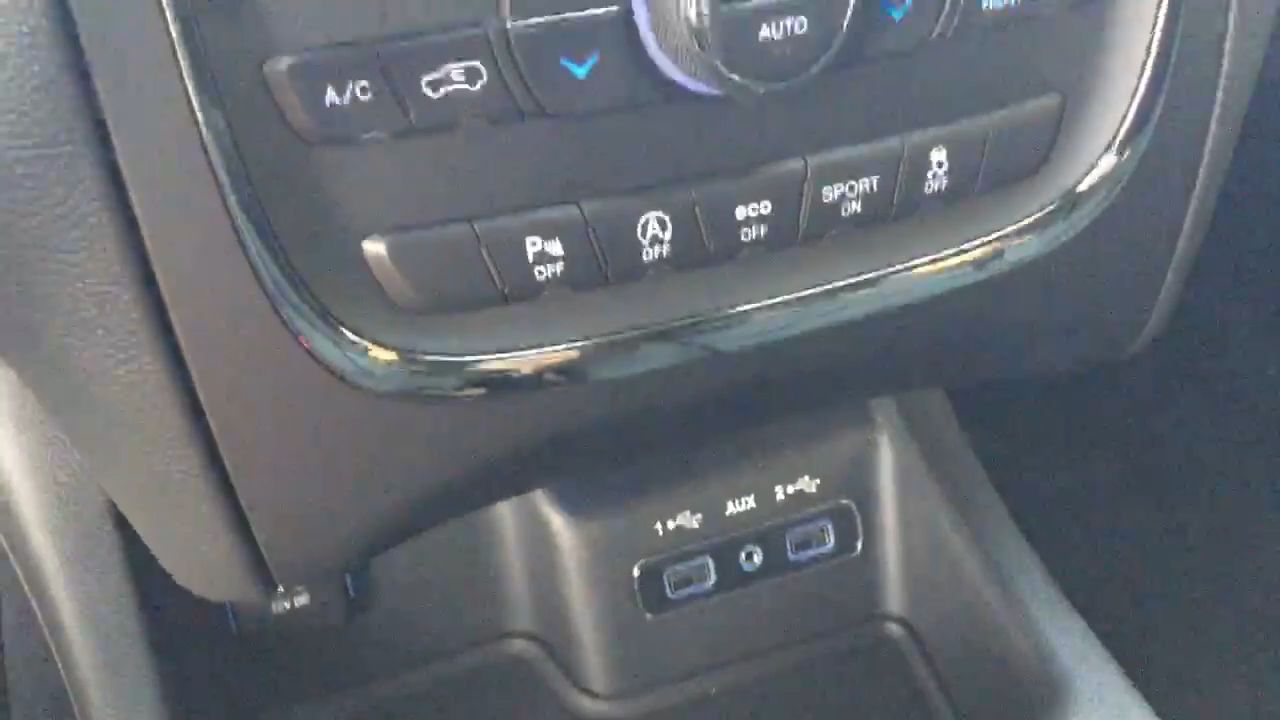 AUTO
A/C
P OFF
A OFF
eco OFF
SPORT ON
OFF
1 AUX 2